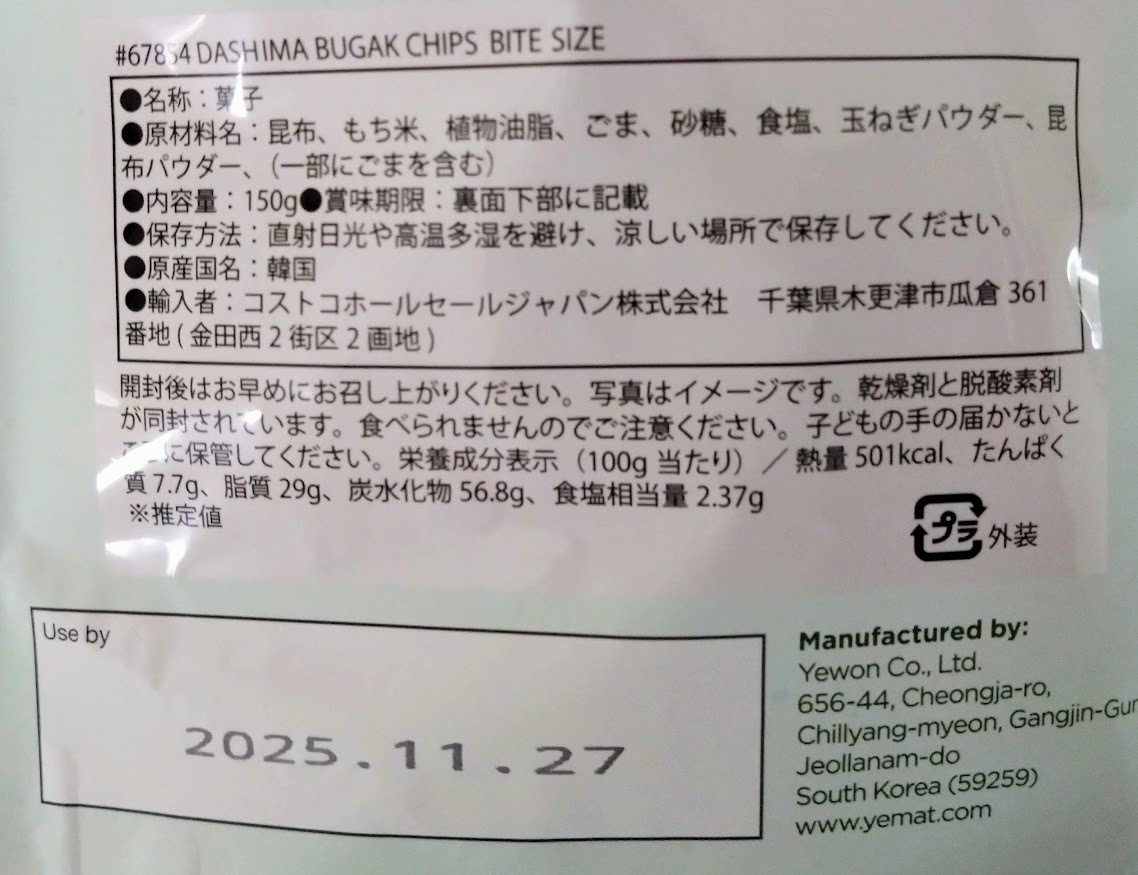 #67854 DASHIMA BUGAK CHIPS BITE SIZE
●名称：菓子
●原材料名：昆布、もち米、植物油脂、ごま、砂糖、食塩、玉ねぎパウダー、昆
布パウダー、（一部にごまを含む）
●内容量：150g●賞味期限：裏面下部に記載
●保存方法：直射日光や高温多湿を避け、涼しい場所で保存してください。
●原産国名：韓国
●輸入者：コストコホールセールジャパン株式会社　千葉県木更津市瓜倉 361
番地 ( 金田西 2 街区 2 画地 )
開封後はお早めにお召し上がりください。写真はイメージです。乾燥剤と脱酸素剤
が同封されています。食べられませんのでご注意ください。子どもの手の届かないと
に保管してください。栄養成分表示（100g 当たり）／熱量 501kcal、たんぱく
質 7.7g、脂質 29g、炭水化物 56.8g、食塩相当量 2.37g
※推定値
プラ 外装
Use by
2025.11.27
Manufactured by:
Yewon Co., Ltd.
656-44, Cheongja-ro,
Chillyang-myeon, Gangjin-Gun
Jeollanam-do
South Korea (59259)
www.yemat.com